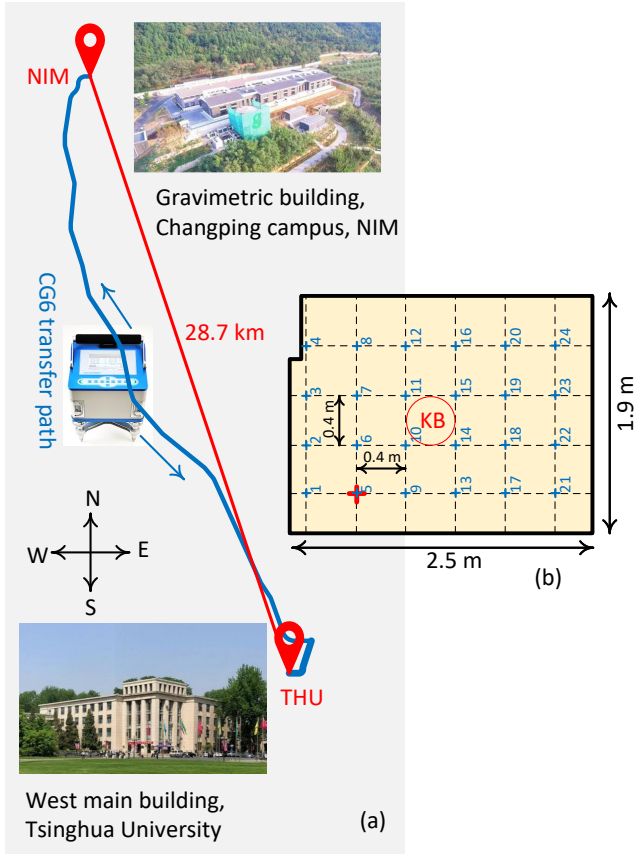 NIM
Gravimetric building,
Changping campus, NIM
CG6 transfer path
28.7 km
N
W
E
S
THU
West main building,
Tsinghua University
(a)
4
8
12
16
20
24
3
7
11
15
19
23
KB
0.4 m
2
6
10
14
18
22
0.4 m
1
5
9
13
17
21
1.9 m
2.5 m
(b)